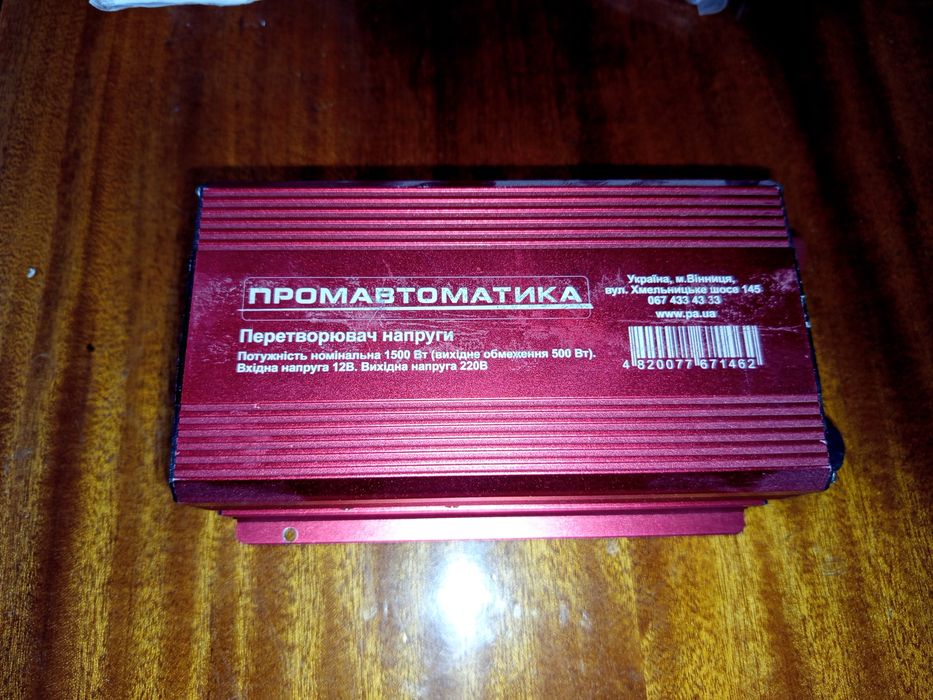 ПРОМАВТОМАТИКА
Перетворювач напруги
Потужність номінальна 1500 Вт (вихідне обмеження 500 Вт).
Вхідна напруга 12В. Вихідна напруга 220В
Україна, м.Вінниця,
вул. Хмельницьке шосе 145
067 433 43 33
www.pa.ua
4 820077 671462